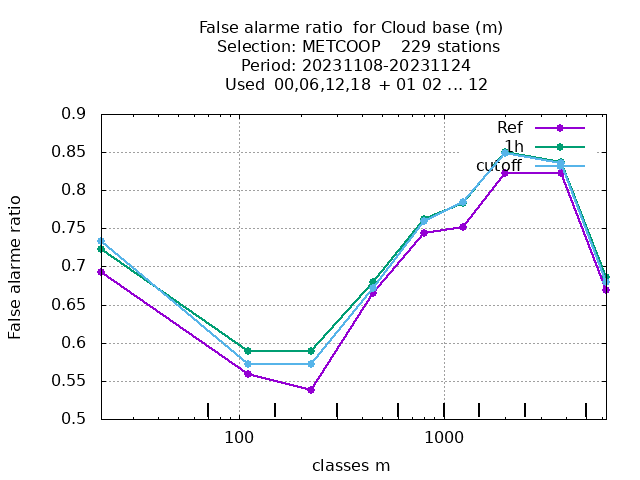 False alarme ratio  for Cloud base (m)
Selection: METCOOP    229 stations
Period: 20231108-20231124
Used  00,06,12,18 + 01 02 ... 12
0.9
0.85
0.8
0.75
0.7
0.65
0.6
0.55
0.5
False alarme ratio
Ref
1h
cutoff
100
1000
classes m